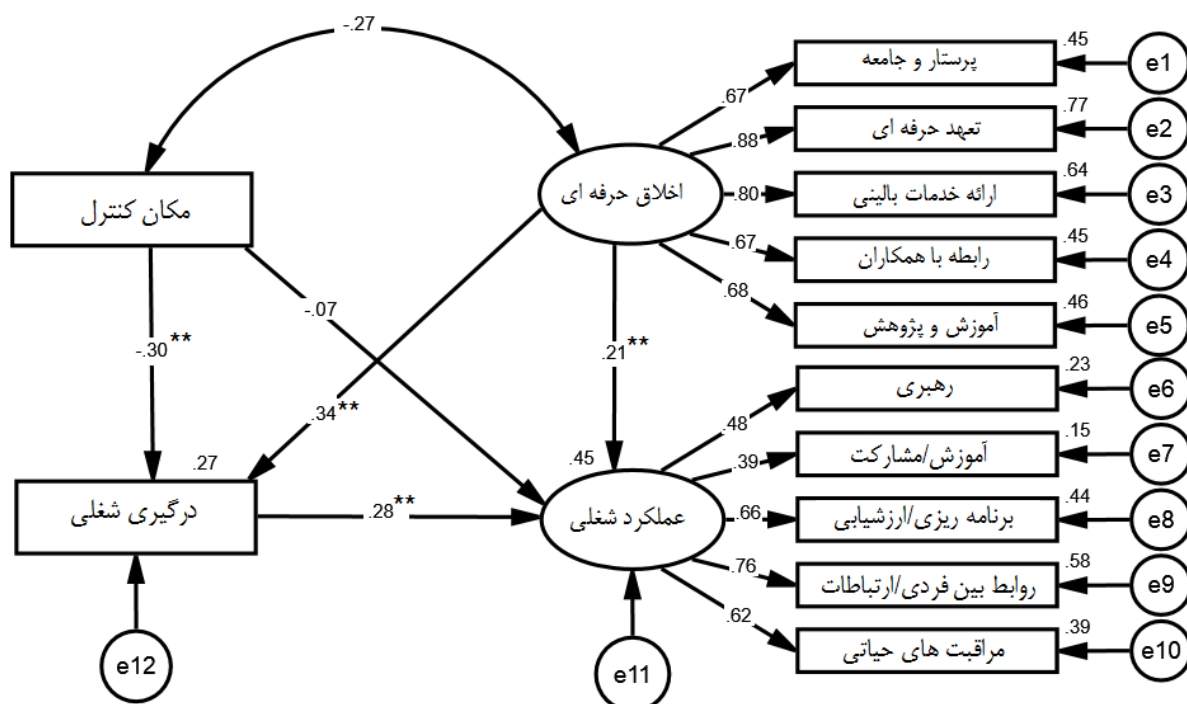 -.27
.45
پرستار و جامعه
e1
.67
.77
تعهد حرفه ای
e2
.88
.64
ارائه خدمات بالینی
e3
.80
اخلاق حرفه ای
مکان کنترل
.45
رابطه با همکاران
e4
.67
.46
آموزش و پژوهش
e5
.68
-.07
-.30**
.21**
.23
رهبری
e6
.48
.34**
.15
آموزش/مشارکت
e7
.39
.27
.45
درگیری شغلی
.28**
عملکرد شغلی
.44
برنامه ریزی/ارزشیابی
e8
.66
.58
روابط بین فردی/ارتباطات
e9
.76
.39
مراقبت های حیاتی
e10
.62
e12
e11